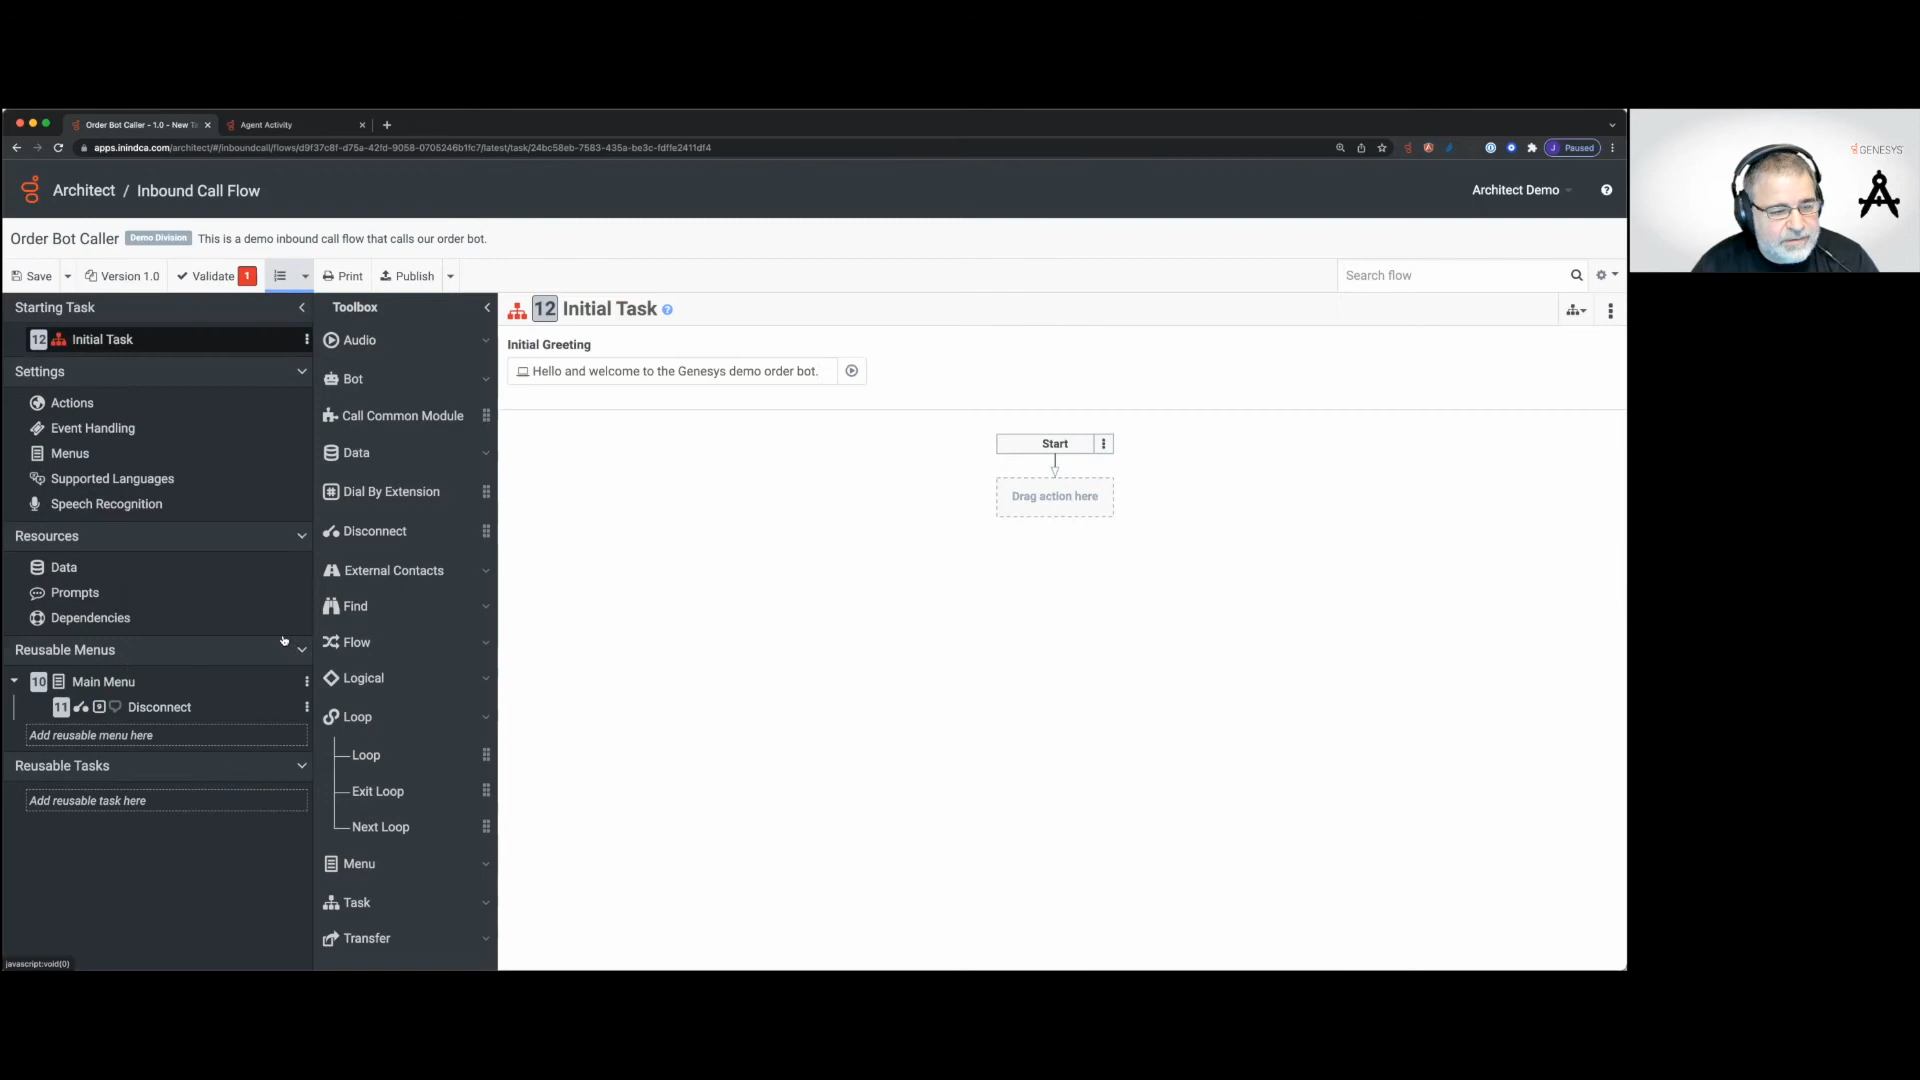 Order Bot Caller - 1.0 - New Ta
Agent Activity
apps.inindca.com/architect/#/inboundcall/flows/d9f37c8f-d75a-42fd-9058-0705246b1fc7/latest/task/24bc58eb-7583-435a-be3c-fdffe2411df4
J
Paused
GENESYS
Architect / Inbound Call Flow
Architect Demo
Order Bot Caller
Demo Division
This is a demo inbound call flow that calls our order bot.
Save
Version 1.0
Validate
1
Print
Publish
Search flow
Starting Task
12
Initial Task
Settings
Actions
Event Handling
Menus
Supported Languages
Speech Recognition
Resources
Data
Prompts
Dependencies
Reusable Menus
10
Main Menu
11
9
Disconnect
Add reusable menu here
Reusable Tasks
Add reusable task here
javascript:void(0)
Toolbox
Audio
Bot
Call Common Module
Data
Dial By Extension
Disconnect
External Contacts
Find
Flow
Logical
Loop
Loop
Exit Loop
Next Loop
Menu
Task
Transfer
12
Initial Task
Initial Greeting
Hello and welcome to the Genesys demo order bot.
Start
Drag action here